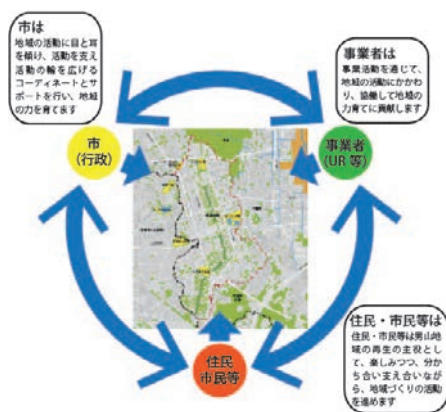 市は
地域の活動に目と耳
を傾け、活動を支え
活動の輪を広げる
コーディネートとサ
ポートを行い、地域
の力を育てます
事業者は
事業活動を通じて、
地域の活動にかかわ
り、協働して地域の
力育てに貢献します
市
(行政)
事業者
(UR 等)
住民・市民等は
住民・市民等は男山
地域の再生の主役と
して、楽しみつつ、分か
ち合い支え合いなが
ら、地域づくりの活動
を進めます
住民
市民等